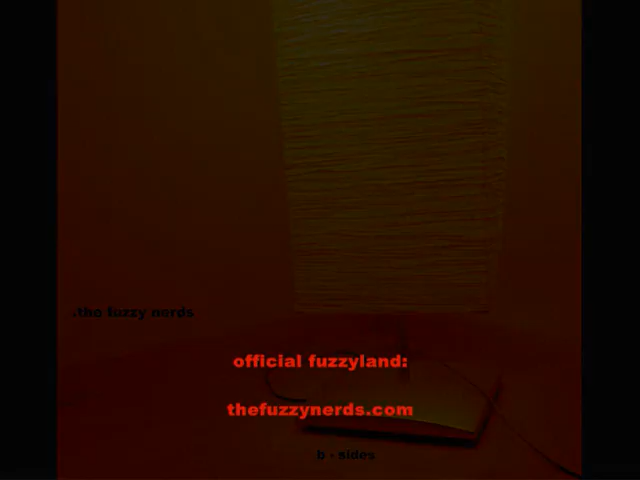 the fuzzy nerds
official fuzzyland:
thefuzzynerds.com
b - sides